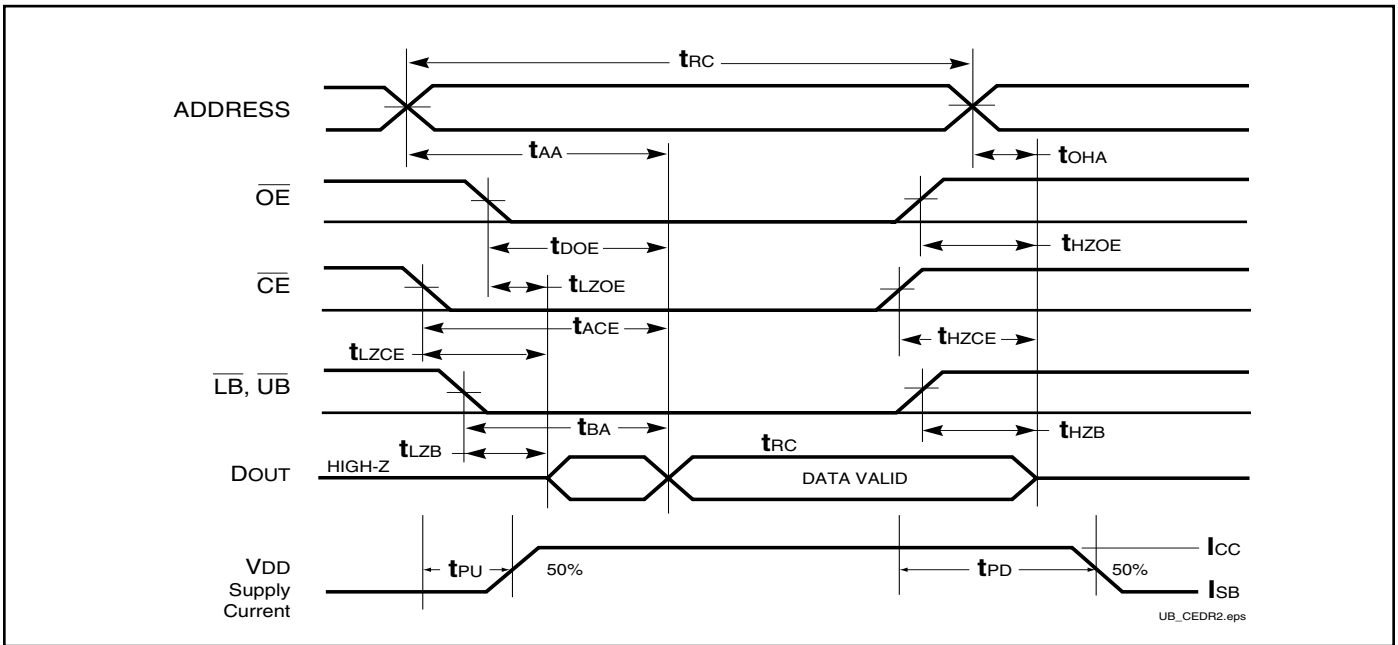 tRC
ADDRESS
tAA
tOHA
OE
tDOE
tHZOE
CE
tLZOE
tACE
tHZCE
tLZCE
LB, UB
tBA
tHZB
tLZB
tRC
DOUT
HIGH-Z
DATA VALID
ICC
VDD
Supply
Current
tPU
50%
tPD
50%
ISB
UB_CEDR2.eps